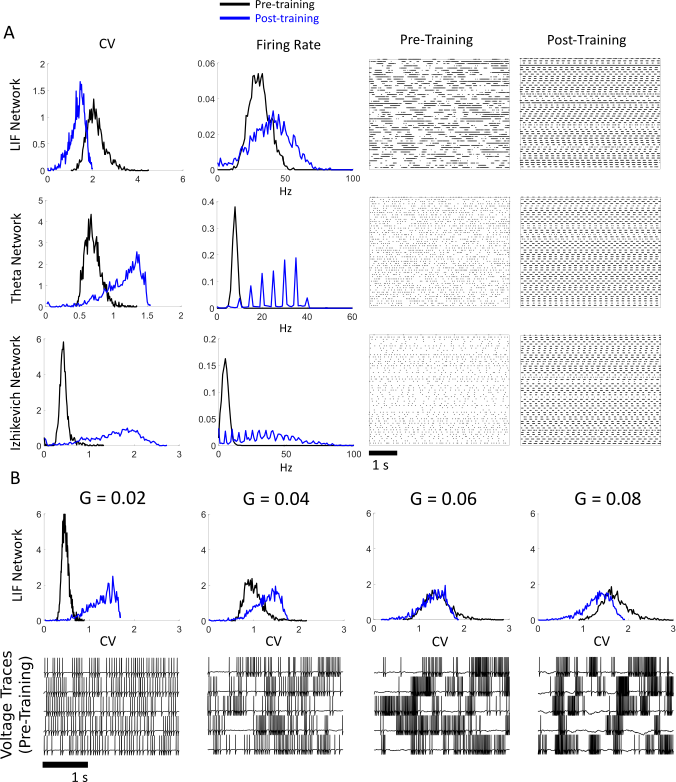 Pre-training
Post-training
A
CV
Firing Rate
Pre-Training
Post-Training
LIF Network
2
1.5
1
0.5
0
0 2 4 6
0.06
0.04
0.02
0
0 50 100
Hz
Theta Network
5
4
3
2
1
0
0 0.5 1 1.5 2
0.4
0.3
0.2
0.1
0
0 20 40 60
Hz
Izhikevich Network
6
4
2
0
0 1 2 3
0.2
0.15
0.1
0.05
0
0 50 100
Hz
1 s
B
G = 0.02
G = 0.04
G = 0.06
G = 0.08
LIF Network
6
4
2
0
0 1 2 3
CV
6
4
2
0
0 1 2 3
CV
6
4
2
0
0 1 2 3
CV
6
4
2
0
0 1 2 3
CV
Voltage Traces
(Pre-Training)
1 s